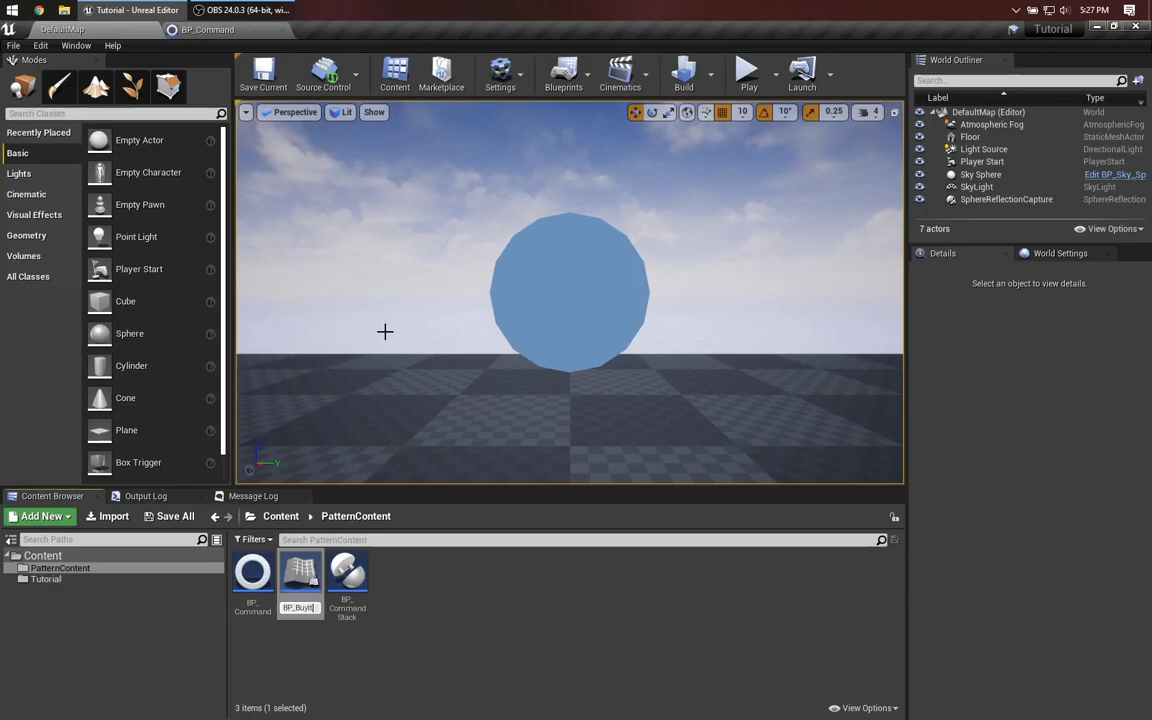 Tutorial - Unreal Editor
OBS 24.0.3 (64-bit, wi...
5:27 PM
DefaultMap
BP_Command
Tutorial
File Edit Window Help
Modes
Search Classes
Recently Placed
Basic
Lights
Cinematic
Visual Effects
Geometry
Volumes
All Classes
Empty Actor
Empty Character
Empty Pawn
Point Light
Player Start
Cube
Sphere
Cylinder
Cone
Plane
Box Trigger
Save Current
Source Control
Content
Marketplace
Settings
Blueprints
Cinematics
Build
Play
Launch
Perspective
Lit
Show
10
10°
0.25
4
Z
Y
World Outliner
Search...
Label Type
DefaultMap (Editor) World
Atmospheric Fog AtmosphericFog
Floor StaticMeshActor
Light Source DirectionalLight
Player Start PlayerStart
Sky Sphere Edit BP_Sky_Sp
SkyLight SkyLight
SphereReflectionCapture SphereReflection
7 actors
View Options
Details
World Settings
Select an object to view details.
Content Browser
Output Log
Message Log
Add New
Import
Save All
Content
PatternContent
Search Paths
Filters
Search PatternContent
Content
PatternContent
Tutorial
BP_
Command
BP_BuyIt
BP_
Command
Stack
3 items (1 selected)
View Options